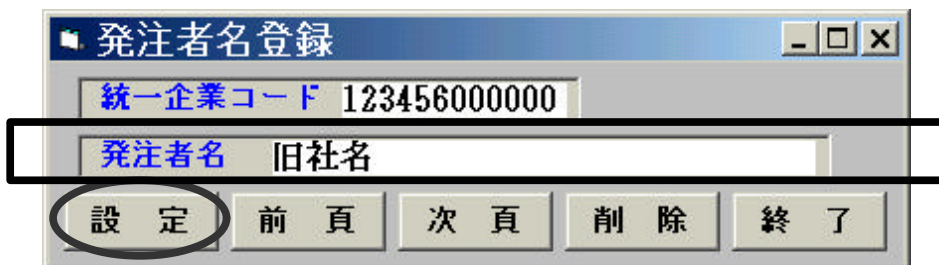 発注者名登録
統一企業コード 123456000000
発注者名 旧社名
設 定 前 頁 次 頁 削 除 終 了